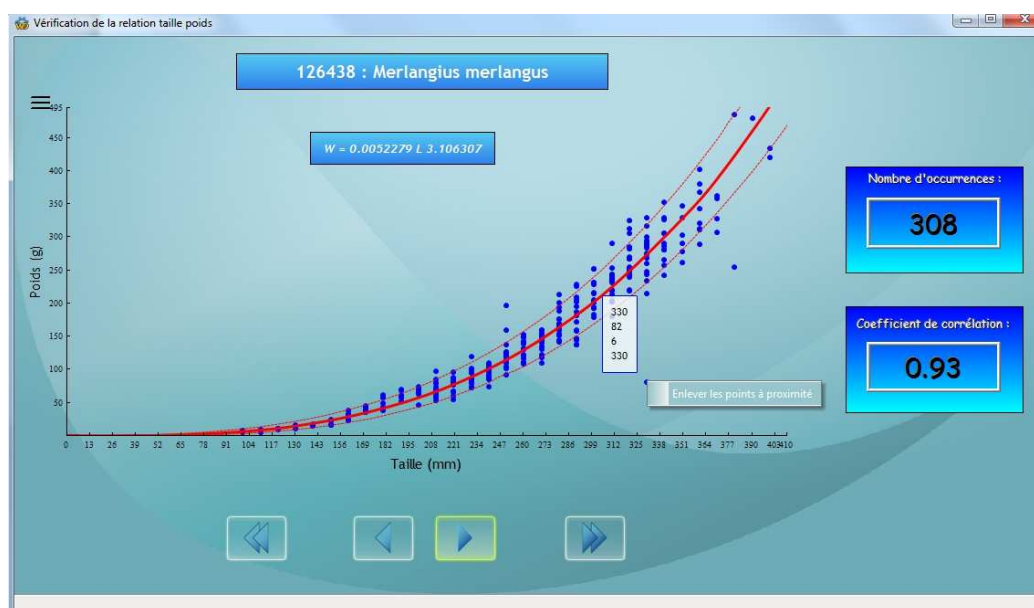 Vérification de la relation taille poids
126438 : Merlangius merlangus
W = 0.0052279 L 3.106307
Nombre d'occurrences :
308
Coefficient de corrélation :
0.93
Poids (g)
495
450
400
350
300
250
200
150
100
50
330
82
6
330
Enlever les points à proximité
0 13 26 39 52 65 78 91 104 117 130 143 156 169 182 195 208 221 234 247 260 273 286 299 312 325 338 351 364 377 390 403 410
Taille (mm)